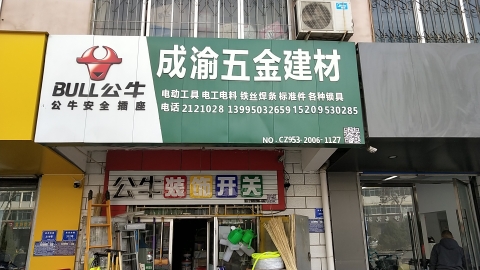 成渝五金建材
BULL公牛
公牛安全插座
电动工具 电工电料 铁丝焊条 标准件 各种锁具
电话 2121028 13995032659 15209530285
NO·CZ953-2006-1127
公牛装饰开关